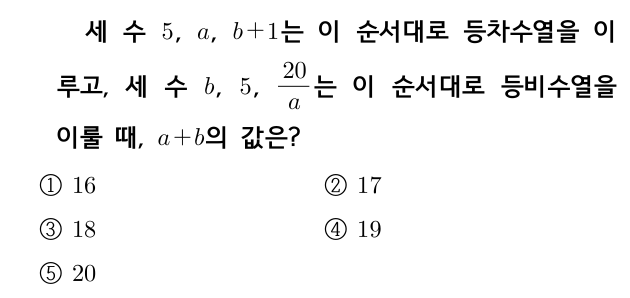 세 수 5, a, b+1는 이 순서대로 등차수열을 이
루고, 세 수 b, 5, 20/a는 이 순서대로 등비수열을
이룰 때, a+b의 값은?
① 16 ② 17
③ 18 ④ 19
⑤ 20